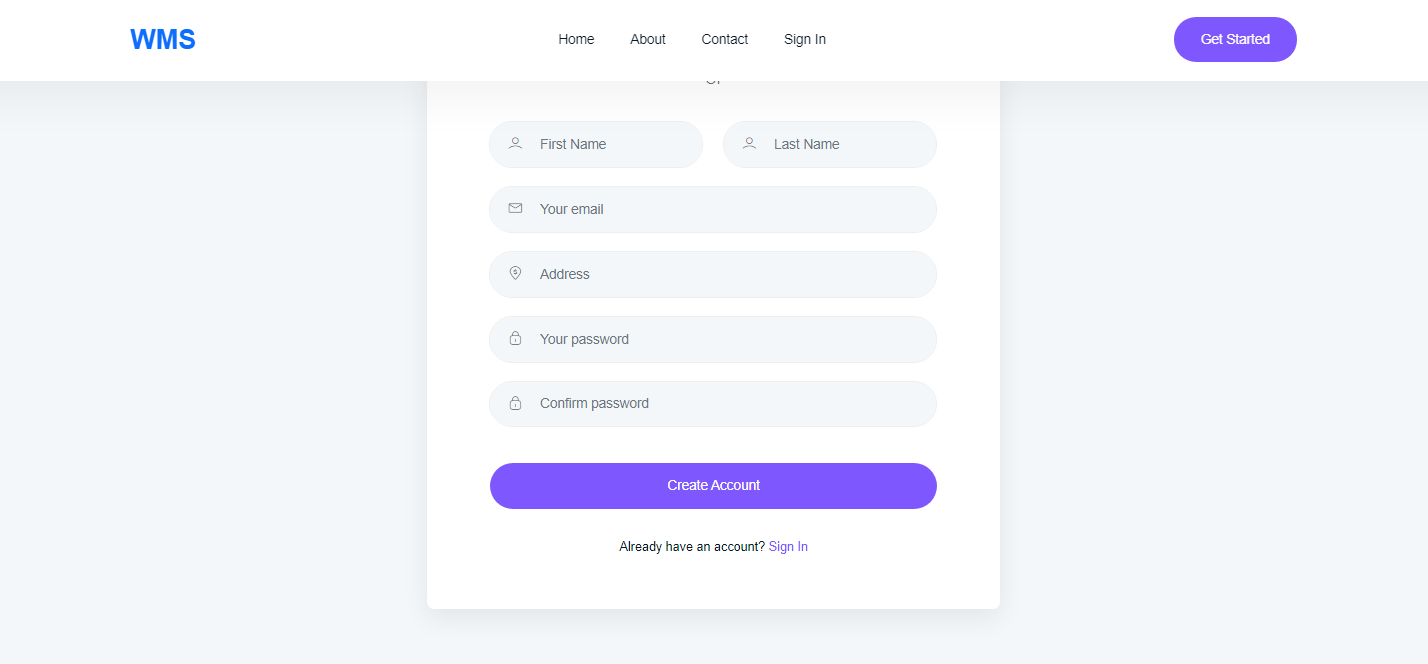 WMS
Home About Contact Sign In
Get Started
First Name
Last Name
Your email
Address
Your password
Confirm password
Create Account
Already have an account? Sign In